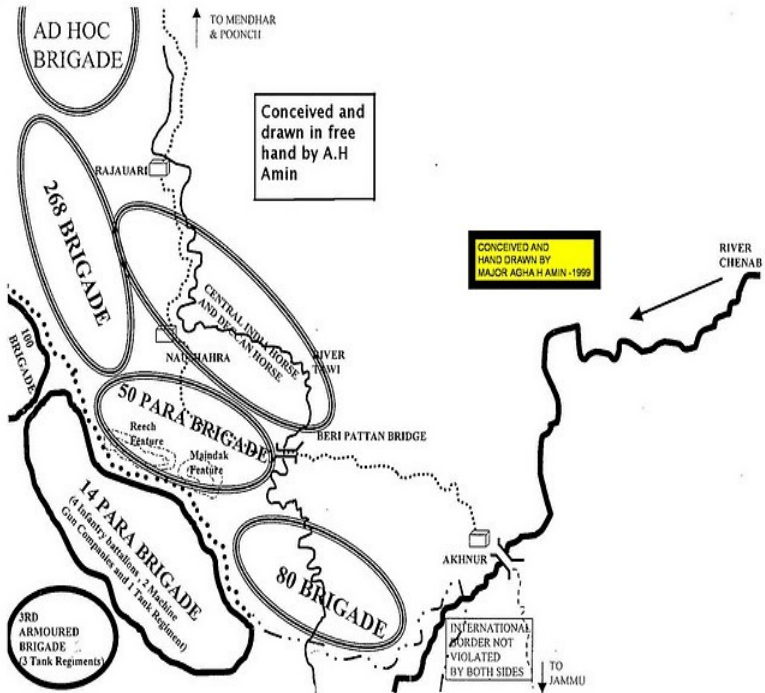 AD HOC
BRIGADE
TO MENDHAR
& POONCH
Conceived and
drawn in free
hand by A.H
Amin
RAJAUARI
268 BRIGADE
CONCEIVED AND
HAND DRAWN BY
MAJOR AGHA H AMIN -1999
RIVER
CHENAB
CENTRAL INDIA HORSE
AND DECCAN HORSE
100
BRIGADE
NAUSHAHRA
RIVER
TAWI
50 PARA BRIGADE
Reech
Feature
Maindak
Feature
BERI PATTAN BRIDGE
14 PARA BRIGADE
(4 Infantry battalions , 2 Machine
Gun Companies and 1 Tank Regiment)
AKHNUR
80 BRIGADE
3RD
ARMOURED
BRIGADE
(3 Tank Regiments)
INTERNATIONAL
BORDER NOT
VIOLATED
BY BOTH SIDES
TO
JAMMU